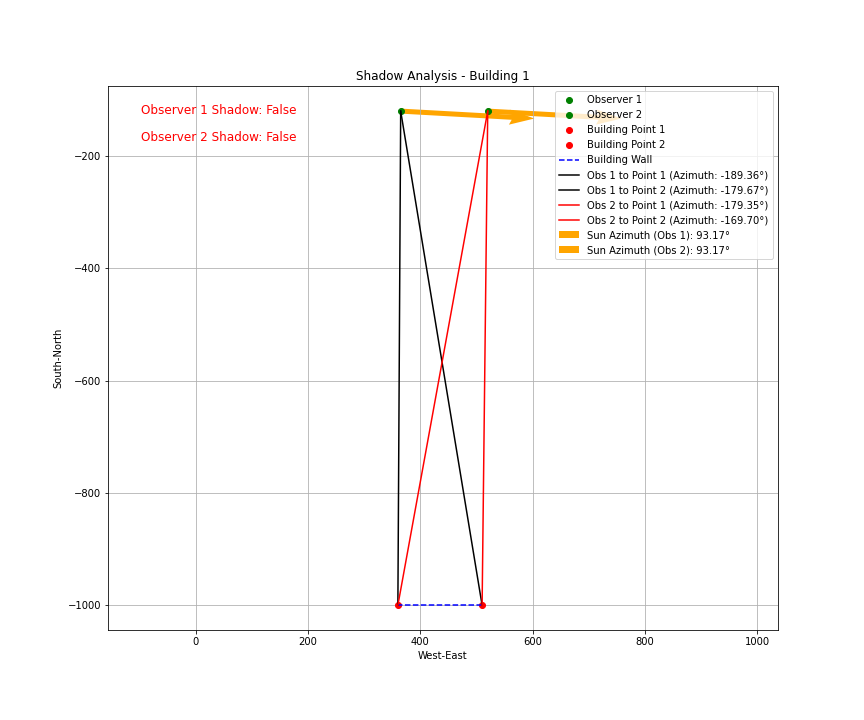 Shadow Analysis - Building 1
Observer 1 Shadow: False
Observer 2 Shadow: False
Observer 1
Observer 2
Building Point 1
Building Point 2
Building Wall
Obs 1 to Point 1 (Azimuth: -189.36°)
Obs 1 to Point 2 (Azimuth: -179.67°)
Obs 2 to Point 1 (Azimuth: -179.35°)
Obs 2 to Point 2 (Azimuth: -169.70°)
Sun Azimuth (Obs 1): 93.17°
Sun Azimuth (Obs 2): 93.17°
South-North
−200
−400
−600
−800
−1000
0
200
400
600
800
1000
West-East